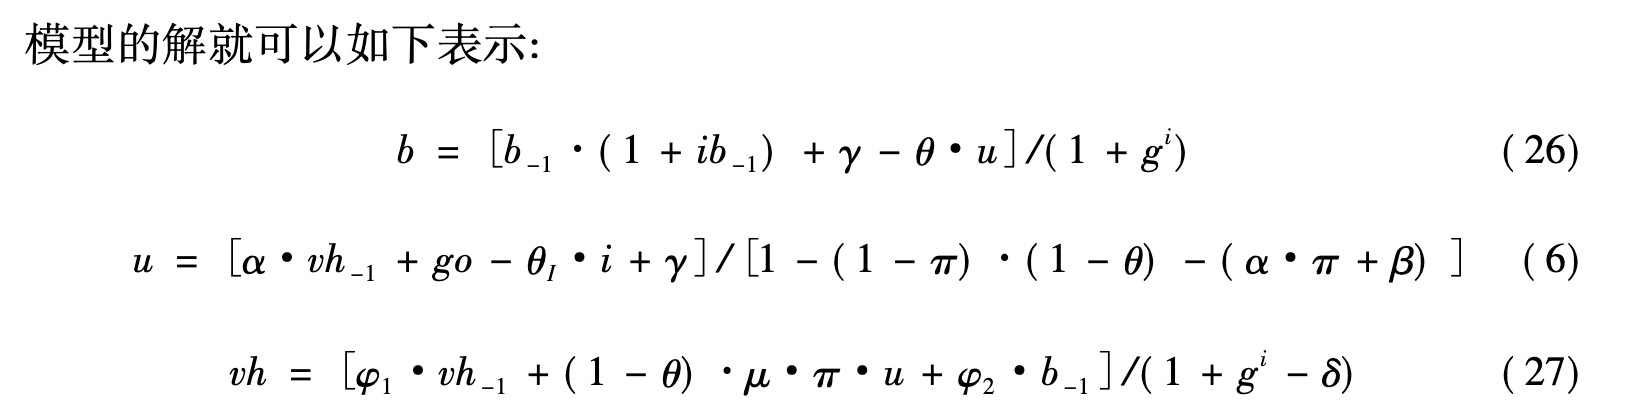 模型的解就可以如下表示:
b = [b₋₁ · (1 + ib₋₁) + γ − θ • u]/(1 + gⁱ) (26)
u = [α • vh₋₁ + go − θ_I • i + γ]/[1 − (1 − π) · (1 − θ) − (α • π + β)] (6)
vh = [φ₁ • vh₋₁ + (1 − θ) · μ • π • u + φ₂ • b₋₁]/(1 + gⁱ − δ) (27)